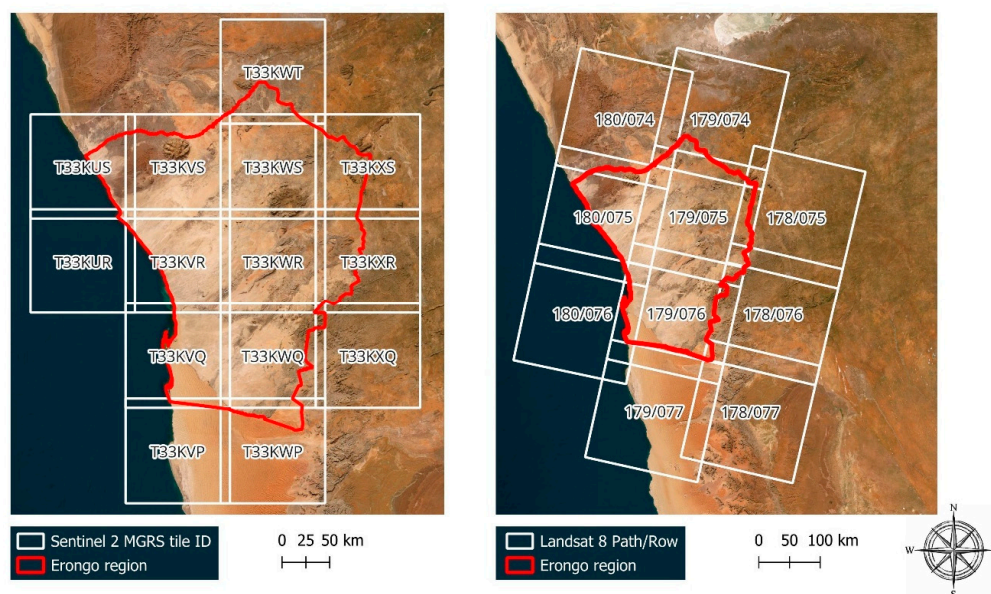 T33KWT
T33KUS
T33KVS
T33KWS
T33KXS
T33KUR
T33KVR
T33KWR
T33KXR
T33KVQ
T33KWQ
T33KXQ
T33KVP
T33KWP
Sentinel 2 MGRS tile ID
Erongo region
0 25 50 km
180/074
179/074
180/075
179/075
178/075
180/076
179/076
178/076
179/077
178/077
Landsat 8 Path/Row
Erongo region
0 50 100 km
N
W
E
S